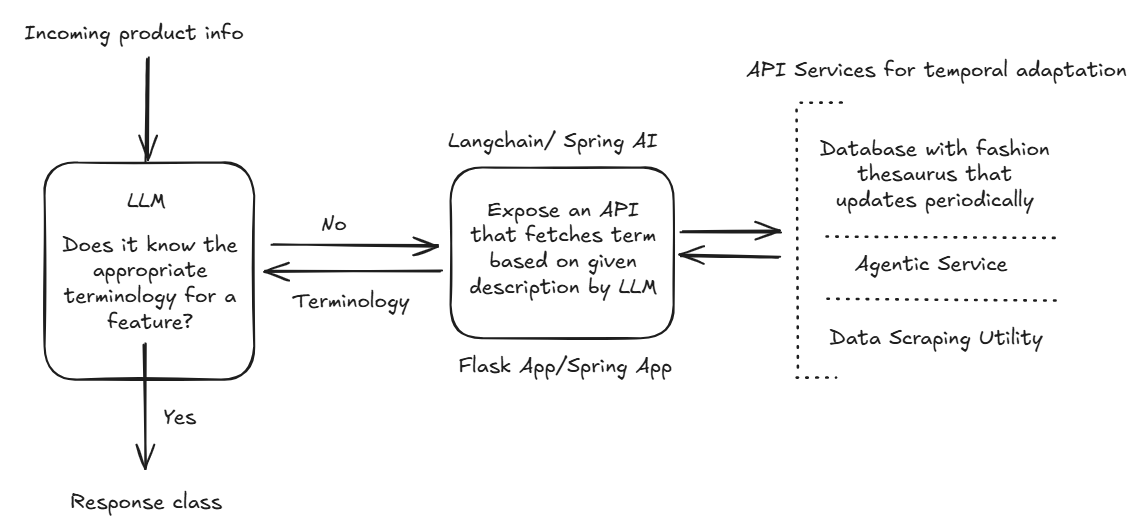 Incoming product info
LLM
Does it know the
appropriate
terminology for a
feature?
Yes
Response class
No
Terminology
Langchain/ Spring AI
Expose an API
that fetches term
based on given
description by LLM
Flask App/Spring App
API Services for temporal adaptation
Database with fashion
thesaurus that
updates periodically
Agentic Service
Data Scraping Utility